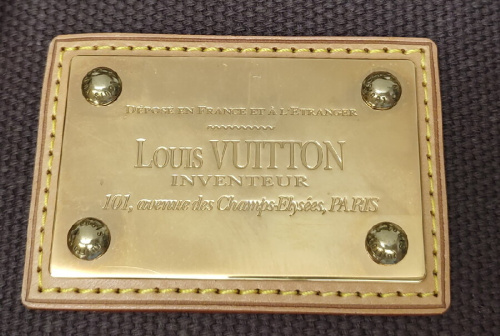 DEPOSE EN FRANCE ET A L'ETRANGER
LOUIS VUITTON
INVENTEUR
101, avenue des Champs-Elysées, PARIS